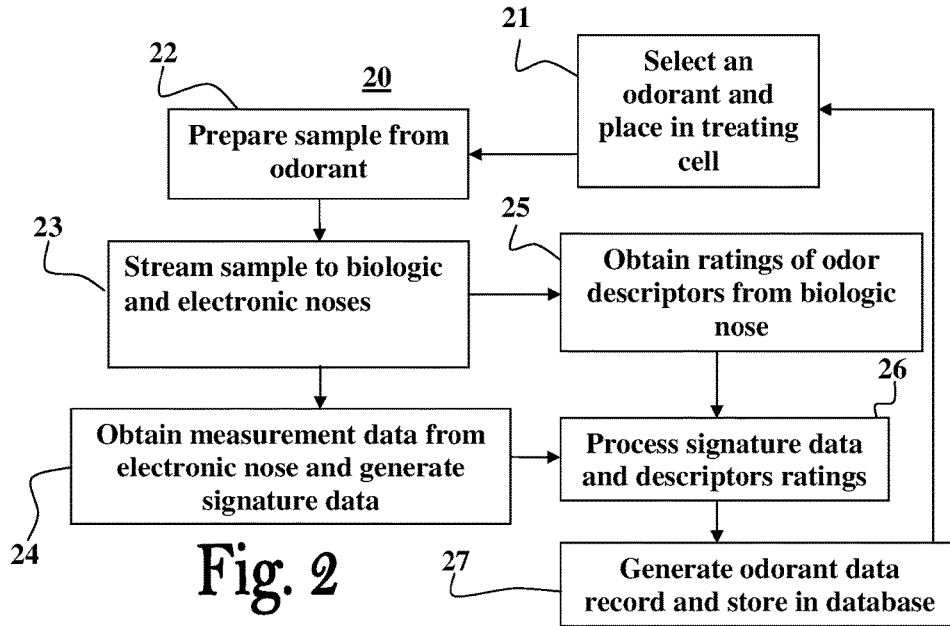 20
21
Select an
odorant and
place in treating
cell
22
Prepare sample from
odorant
23
Stream sample to biologic
and electronic noses
25
Obtain ratings of odor
descriptors from biologic
nose
24
Obtain measurement data from
electronic nose and generate
signature data
26
Process signature data
and descriptors ratings
27
Generate odorant data
record and store in database
Fig. 2